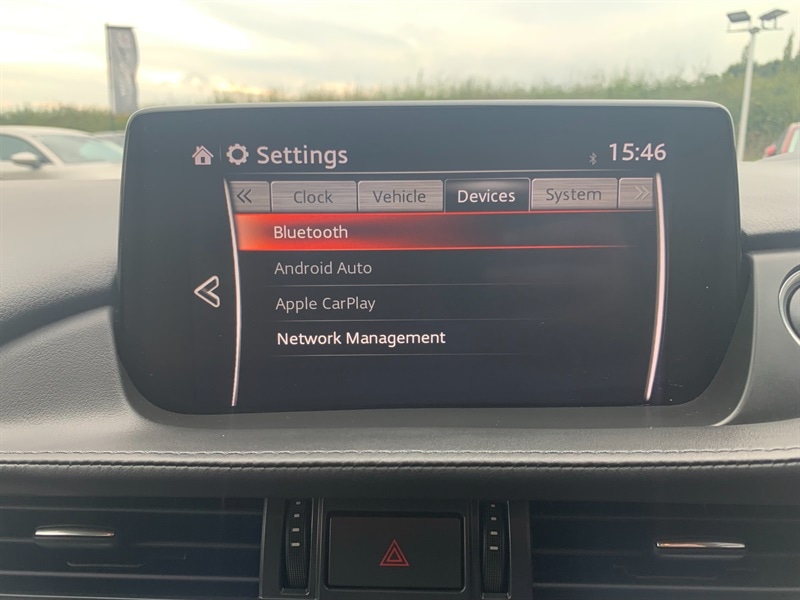 Settings 15:46
Clock Vehicle Devices System
Bluetooth
Android Auto
Apple CarPlay
Network Management